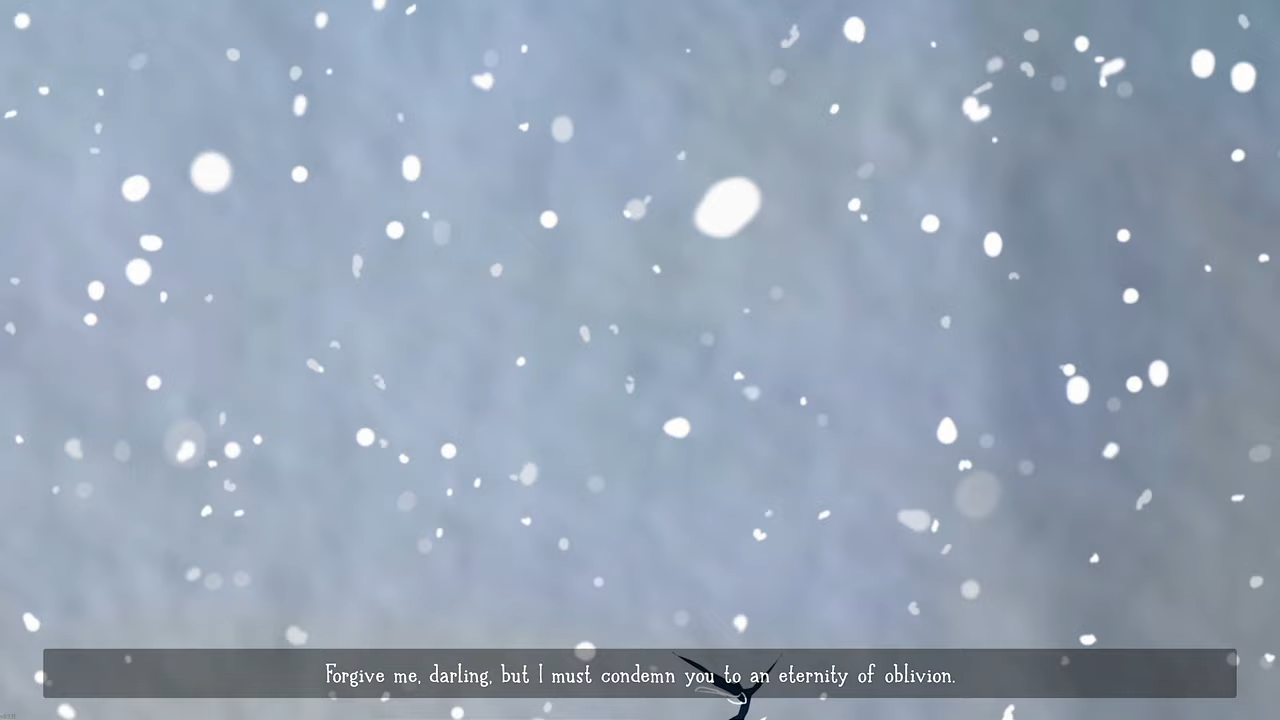 Forgive me, darling, but I must condemn you to an eternity of oblivion.